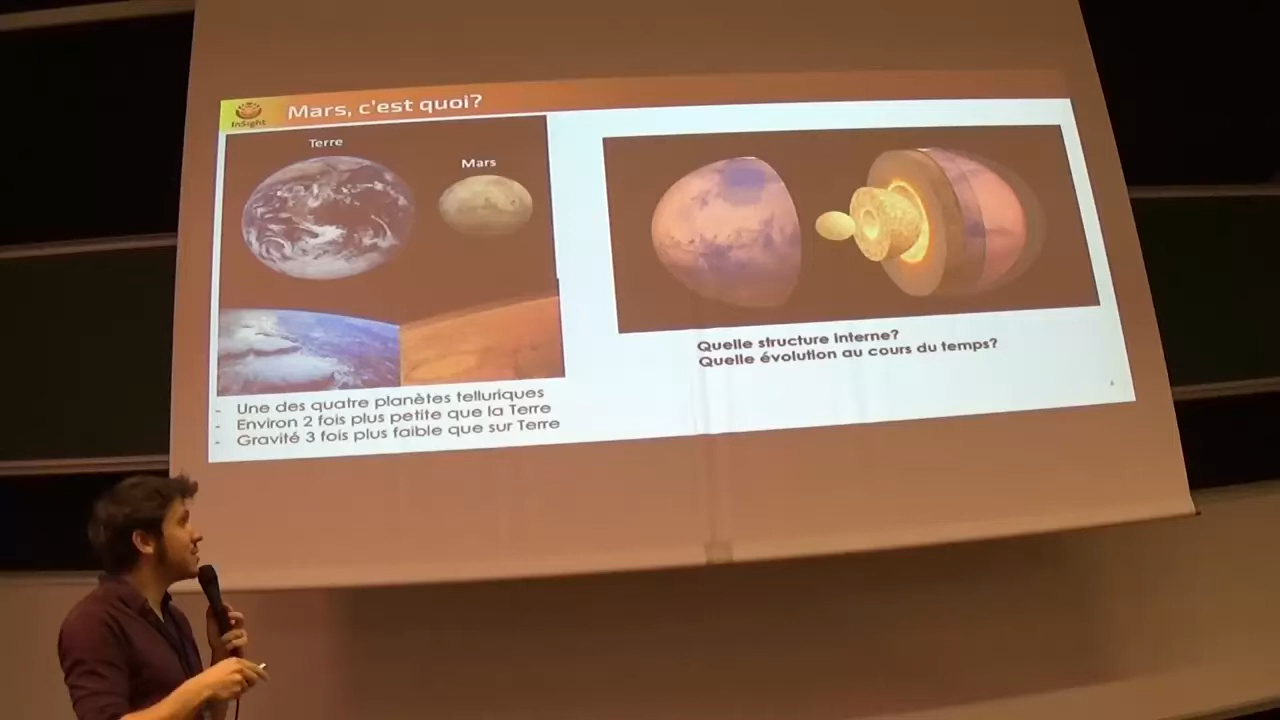 InSight
Mars, c'est quoi?
Terre
Mars
- Une des quatre planètes telluriques
- Environ 2 fois plus petite que la Terre
- Gravité 3 fois plus faible que sur Terre
Quelle structure interne?
Quelle évolution au cours du temps?